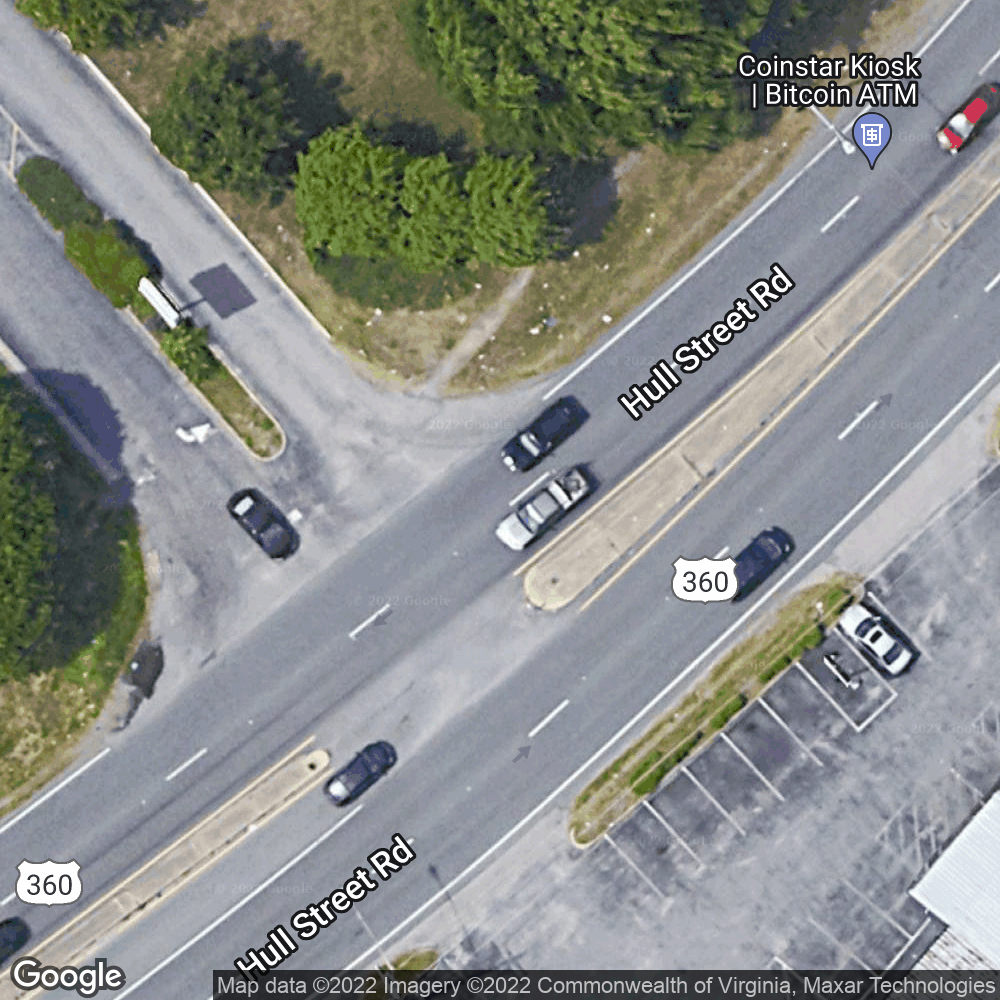 Coinstar Kiosk
| Bitcoin ATM
Hull Street Rd
360
360
Hull Street Rd
Google
Map data ©2022 Imagery ©2022 Commonwealth of Virginia, Maxar Technologies